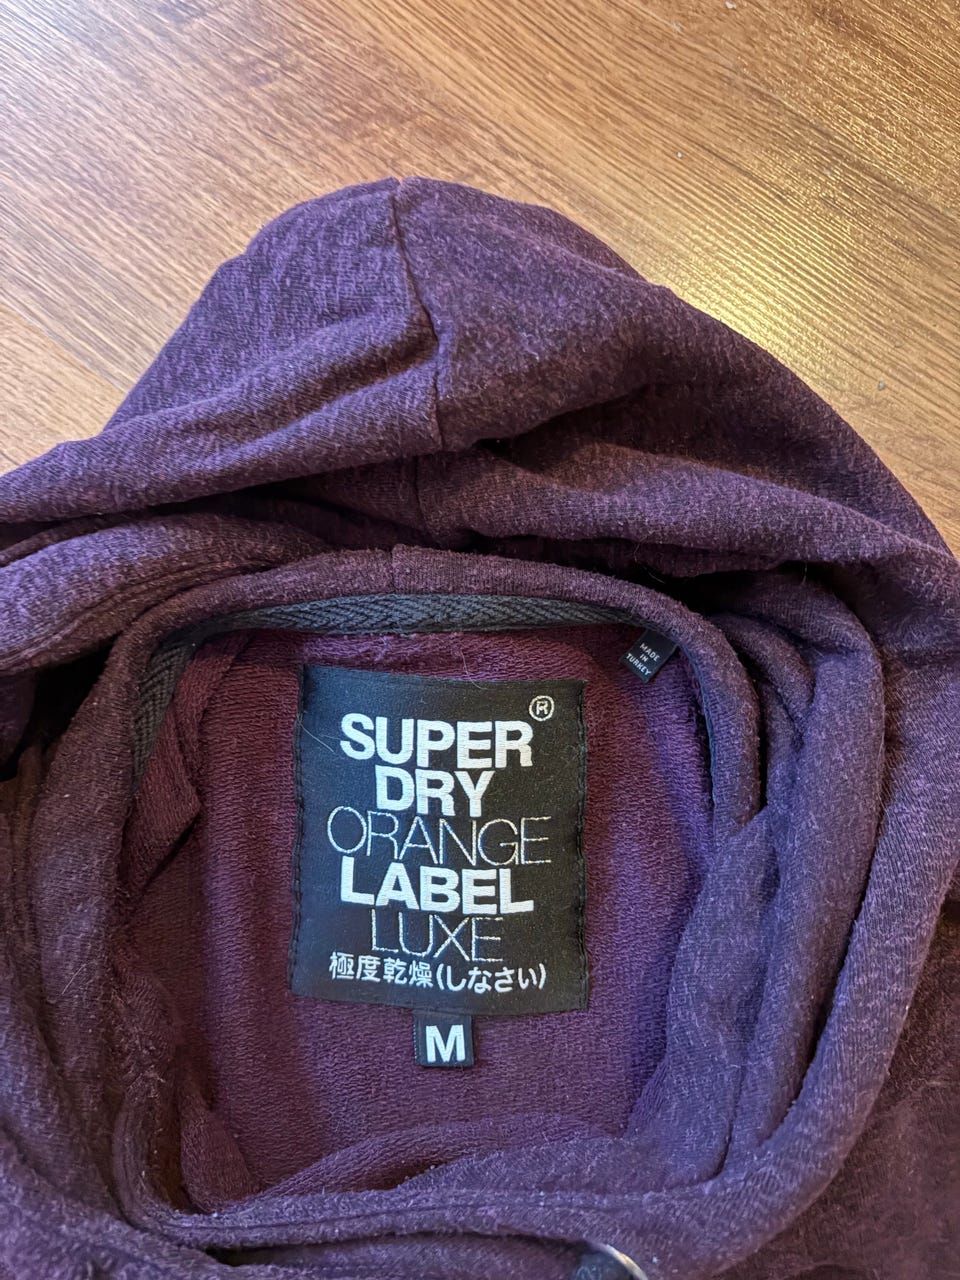 MADE
IN
TURKEY
®
SUPER
DRY
ORANGE
LABEL
LUXE
極度乾燥(しなさい)
M